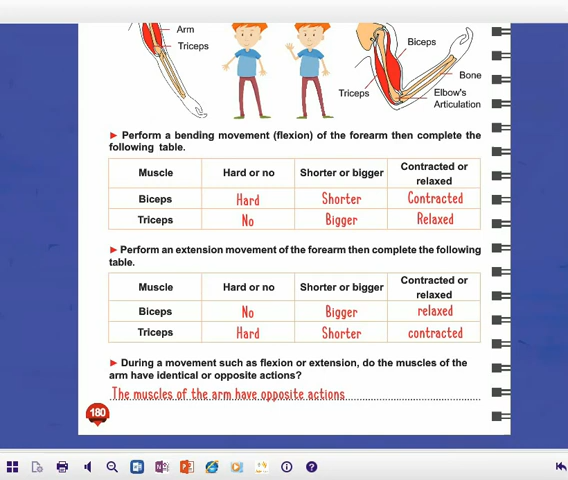 Arm
Triceps
Biceps
Bone
Triceps
Elbow's
Articulation
► Perform a bending movement (flexion) of the forearm then complete the
following table.
Muscle Hard or no Shorter or bigger Contracted or relaxed
Biceps Hard Shorter Contracted
Triceps No Bigger Relaxed
► Perform an extension movement of the forearm then complete the following
table.
Muscle Hard or no Shorter or bigger Contracted or relaxed
Biceps No Bigger relaxed
Triceps Hard Shorter contracted
► During a movement such as flexion or extension, do the muscles of the
arm have identical or opposite actions?
The muscles of the arm have opposite actions
180